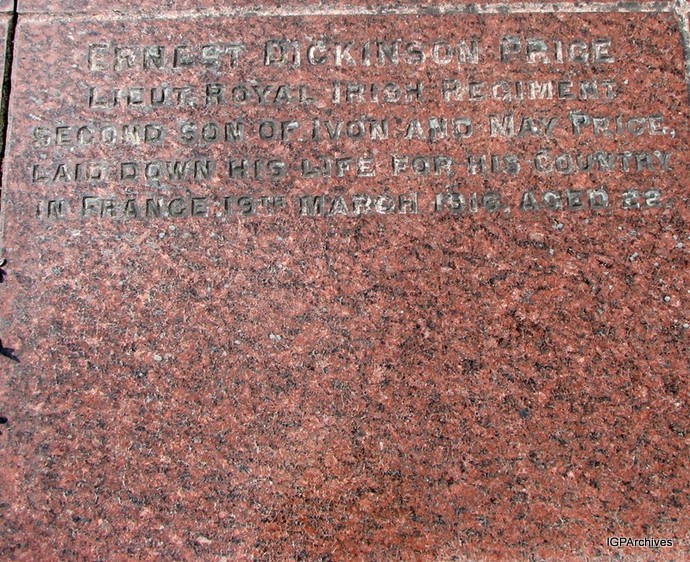 ERNEST DICKINSON PRICE
LIEUT. ROYAL IRISH REGIMENT
SECOND SON OF IVON AND MAY PRICE,
LAID DOWN HIS LIFE FOR HIS COUNTRY
IN FRANCE, 19TH MARCH 1916, AGED 22.
IGPArchives